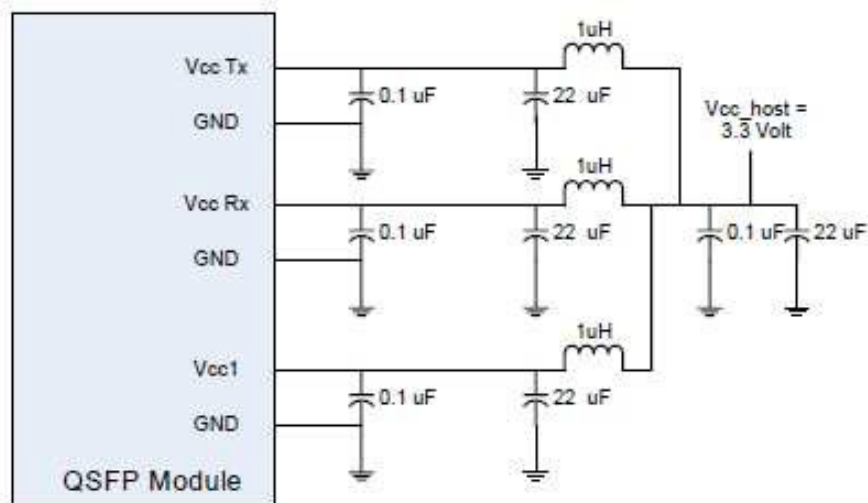 1uH
Vcc Tx
0.1 uF
22 uF
Vcc_host =
3.3 Volt
GND
1uH
Vcc Rx
0.1 uF
22 uF
0.1 uF
22 uF
GND
1uH
Vcc1
0.1 uF
22 uF
GND
QSFP Module